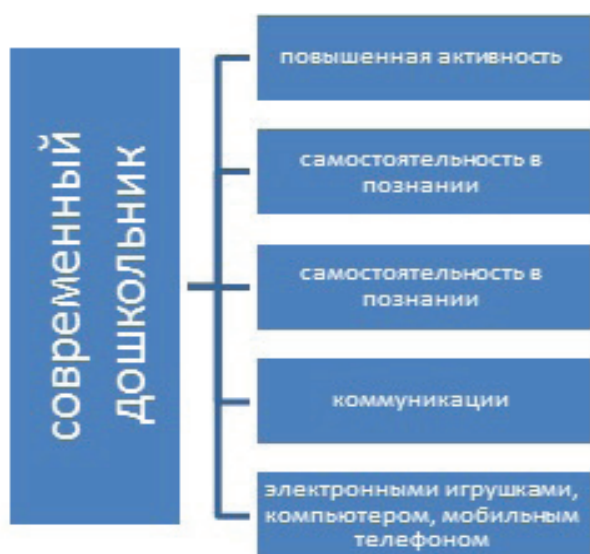 современный
дошкольник
повышенная активность
самостоятельность в
познании
самостоятельность в
познании
коммуникации
электронными игрушками,
компьютером, мобильным
телефоном